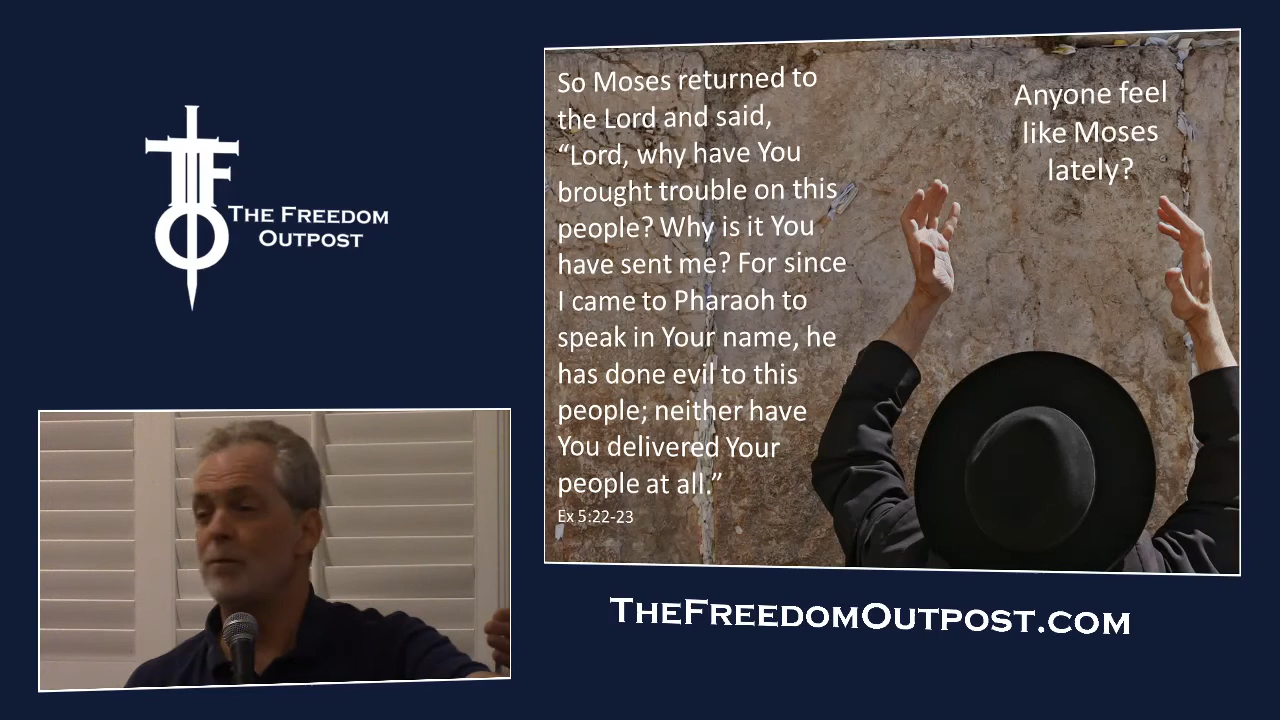 TF
THE FREEDOM
OUTPOST
So Moses returned to
the Lord and said,
“Lord, why have You
brought trouble on this
people? Why is it You
have sent me? For since
I came to Pharaoh to
speak in Your name, he
has done evil to this
people; neither have
You delivered Your
people at all.”
Ex 5:22-23
Anyone feel
like Moses
lately?
THEFREEDOMOUTPOST.COM